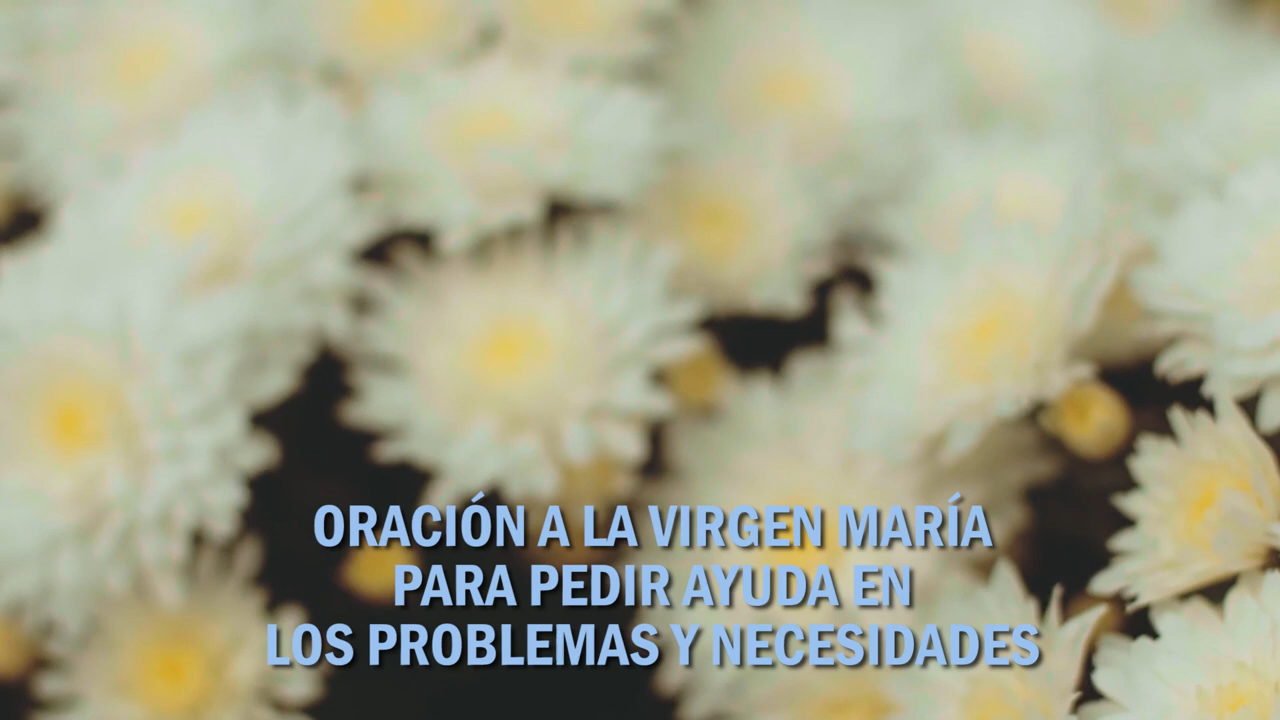 ORACIÓN A LA VIRGEN MARÍA
PARA PEDIR AYUDA EN
LOS PROBLEMAS Y NECESIDADES